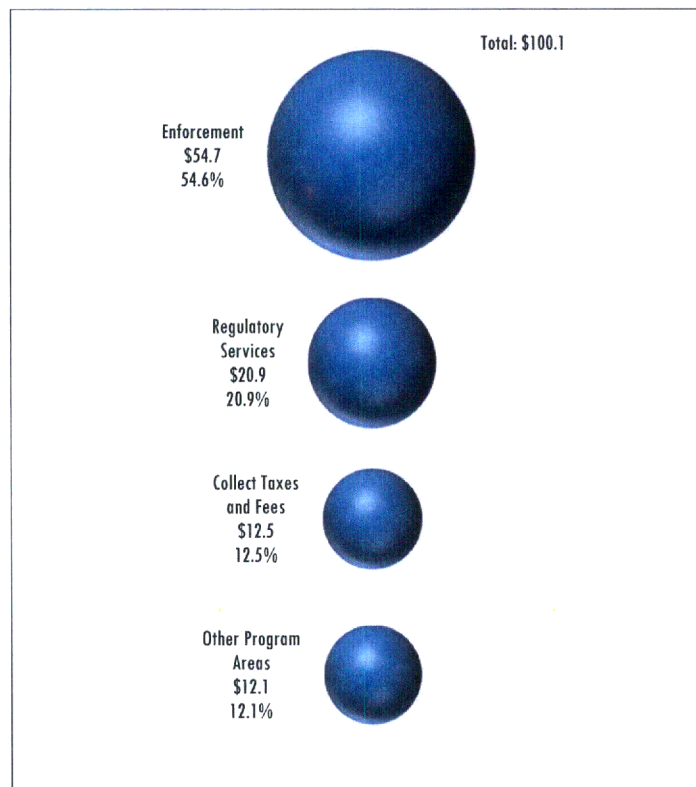 Total: $100.1
Enforcement
$54.7
54.6%
Regulatory
Services
$20.9
20.9%
Collect Taxes
and Fees
$12.5
12.5%
Other Program
Areas
$12.1
12.1%